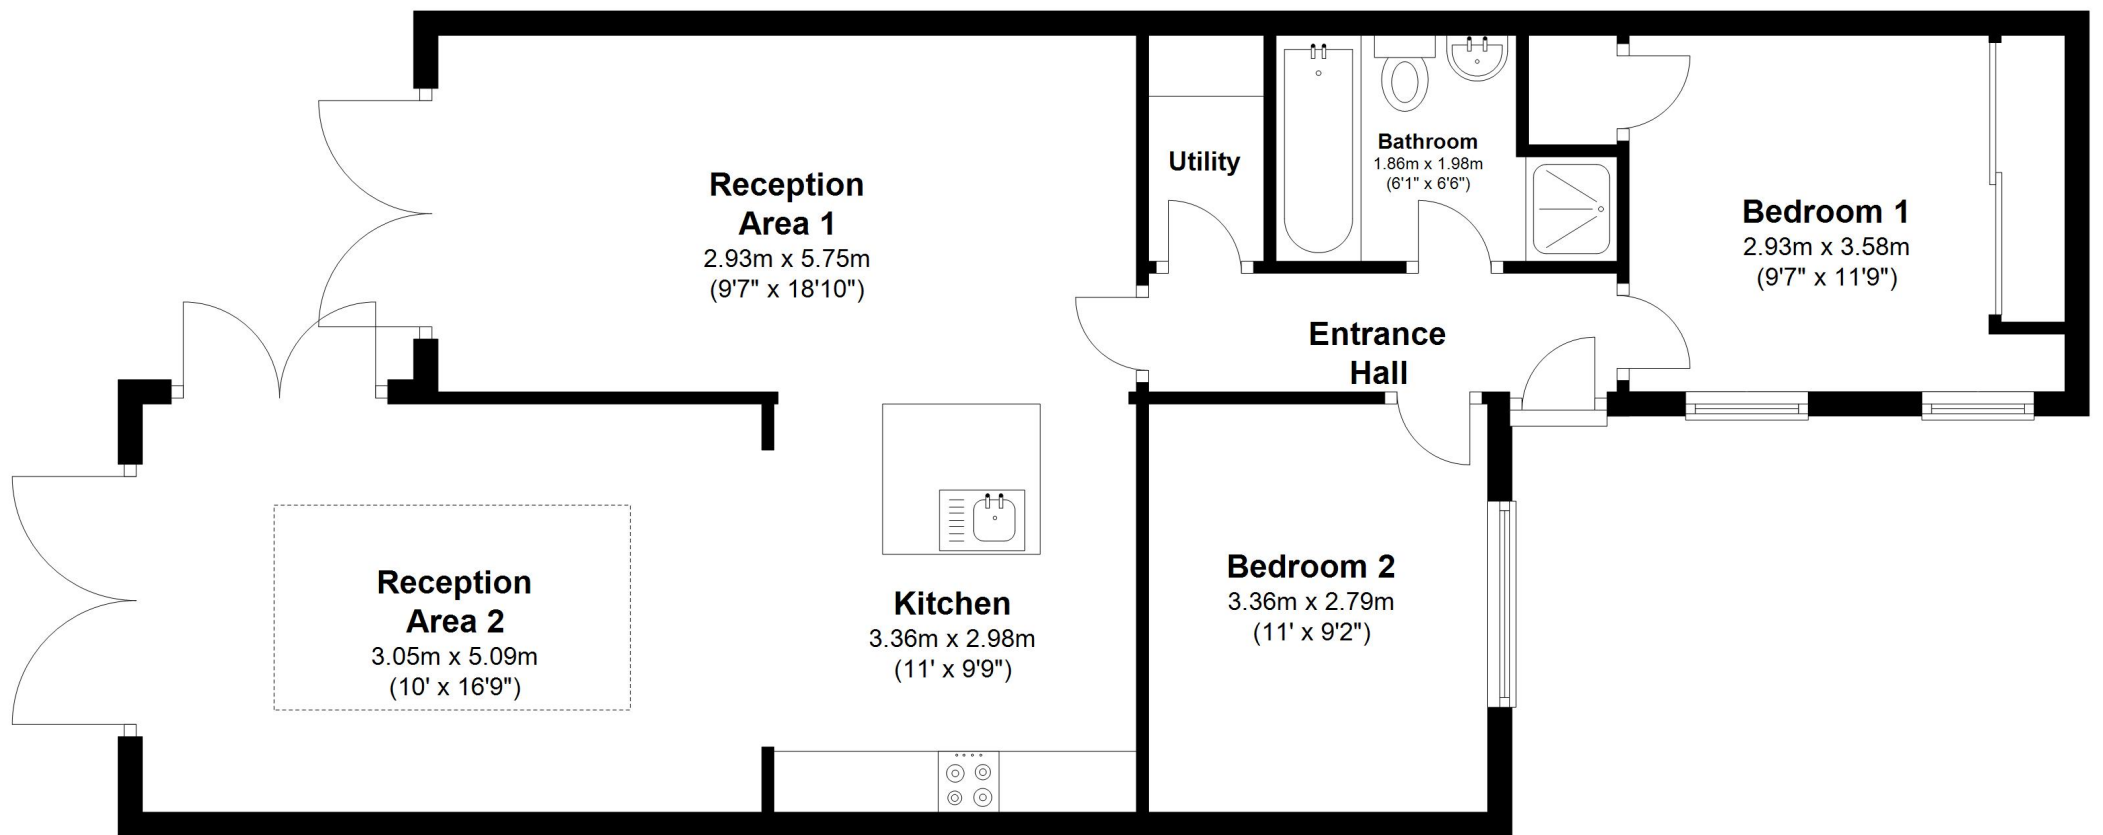 Reception
Area 1
2.93m x 5.75m
(9'7" x 18'10")
Utility
Bathroom
1.86m x 1.98m
(6'1" x 6'6")
Bedroom 1
2.93m x 3.58m
(9'7" x 11'9")
Entrance
Hall
Reception
Area 2
3.05m x 5.09m
(10' x 16'9")
Kitchen
3.36m x 2.98m
(11' x 9'9")
Bedroom 2
3.36m x 2.79m
(11' x 9'2")